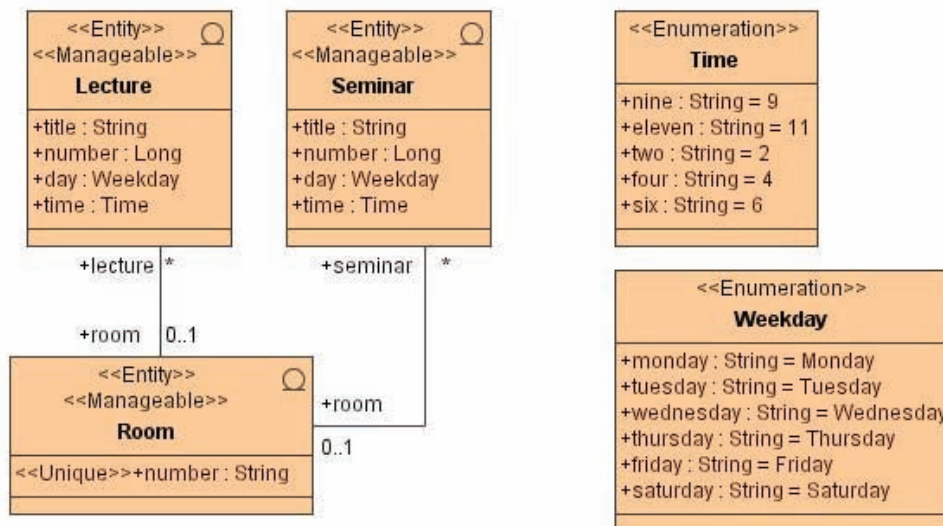 <<Entity>>
<<Manageable>>
Lecture
+title : String
+number : Long
+day : Weekday
+time : Time
<<Entity>>
<<Manageable>>
Seminar
+title : String
+number : Long
+day : Weekday
+time : Time
<<Enumeration>>
Time
+nine : String = 9
+eleven : String = 11
+two : String = 2
+four : String = 4
+six : String = 6
+lecture *
+room 0..1
+seminar *
+room
0..1
<<Entity>>
<<Manageable>>
Room
<<Unique>>+number : String
<<Enumeration>>
Weekday
+monday : String = Monday
+tuesday : String = Tuesday
+wednesday : String = Wednesday
+thursday : String = Thursday
+friday : String = Friday
+saturday : String = Saturday